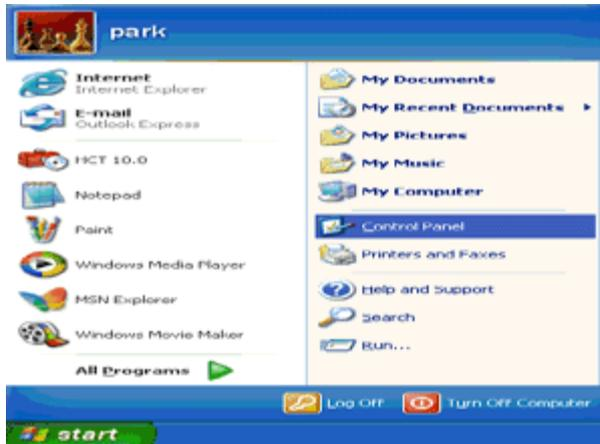 park
Internet
Internet Explorer
E-mail
Outlook Express
HCT 10.0
Notepad
Paint
Windows Media Player
MSN Explorer
Windows Movie Maker
All Programs
My Documents
My Recent Documents
My Pictures
My Music
My Computer
Control Panel
Printers and Faxes
Help and Support
Search
Run...
Log Off
Turn Off Computer
start